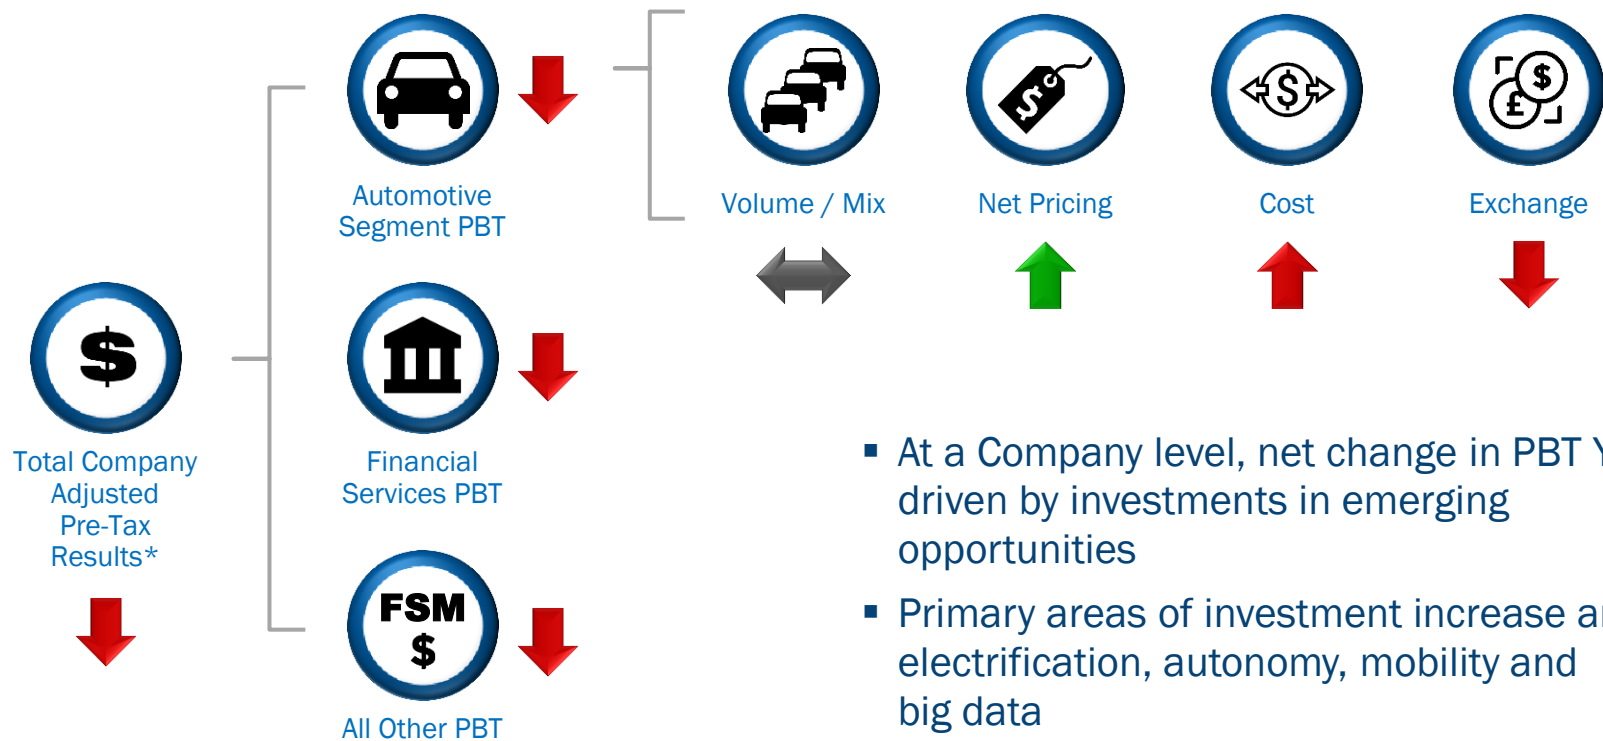 Automotive
Segment PBT
Volume / Mix
Net Pricing
Cost
Exchange
$
Total Company
Adjusted
Pre-Tax
Results*
Financial
Services PBT
FSM
$
All Other PBT
$
$
$
£
▪ At a Company level, net change in PBT
driven by investments in emerging
opportunities
▪ Primary areas of investment increase
electrification, autonomy, mobility and
big data